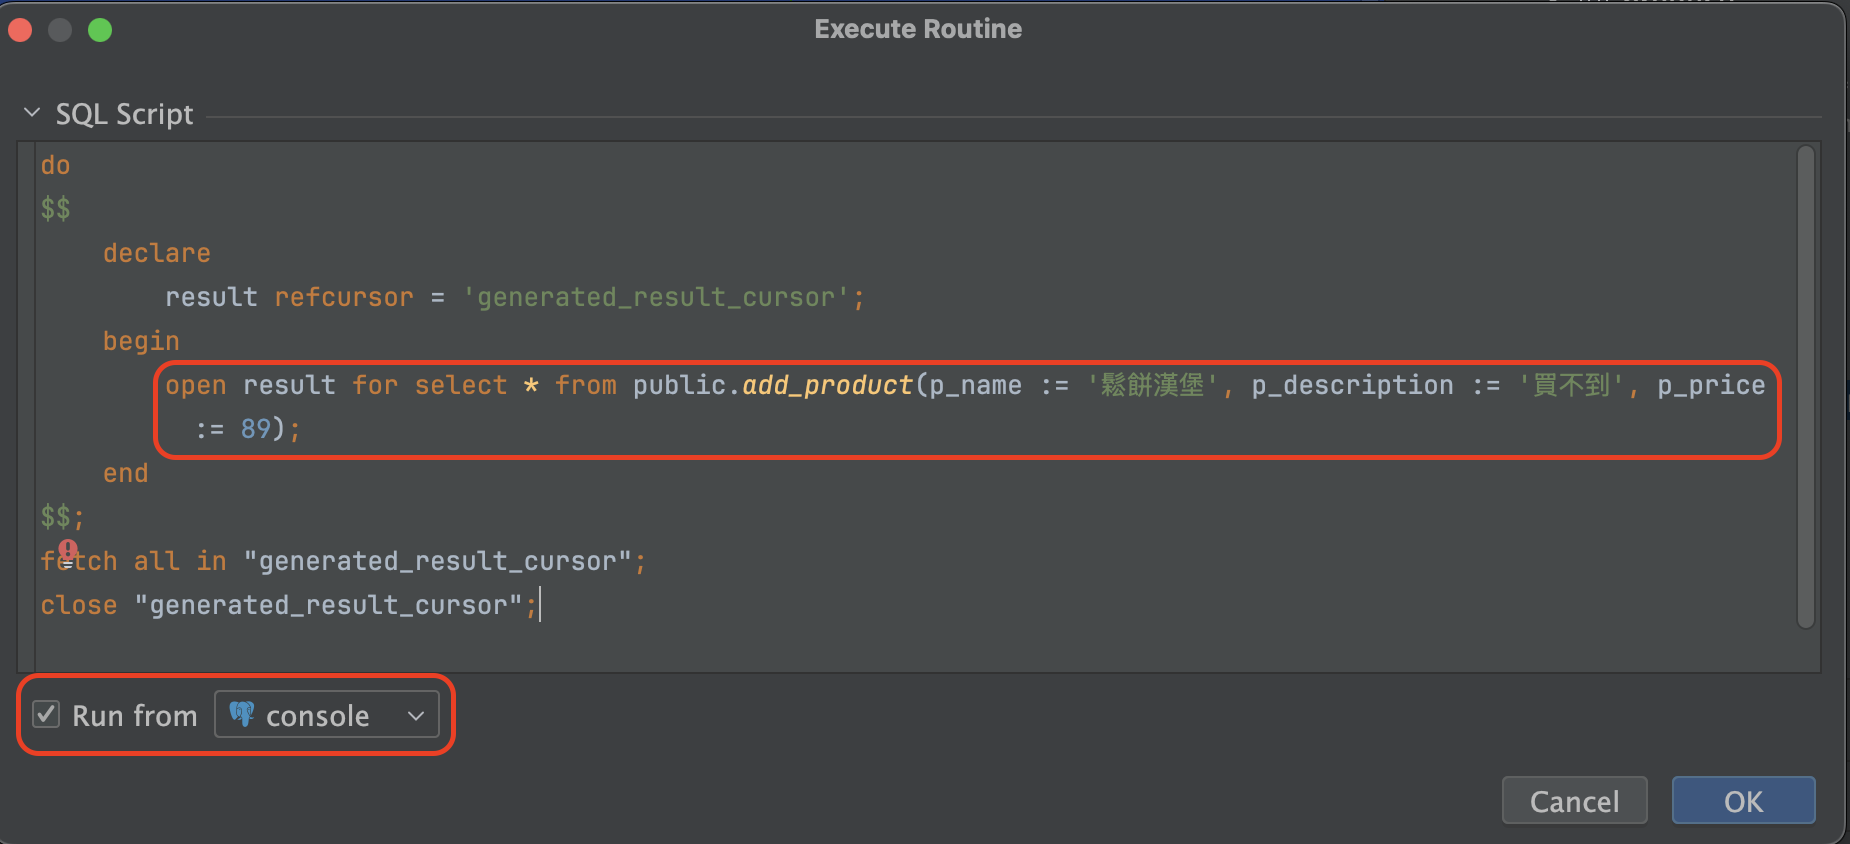 Execute Routine
SQL Script
do
$$
declare
result refcursor = 'generated_result_cursor';
begin
open result for select * from public.add_product(p_name := '鬆餅漢堡', p_description := '買不到', p_price
:= 89);
end
$$;
fetch all in "generated_result_cursor";
close "generated_result_cursor";
Run from console
Cancel OK